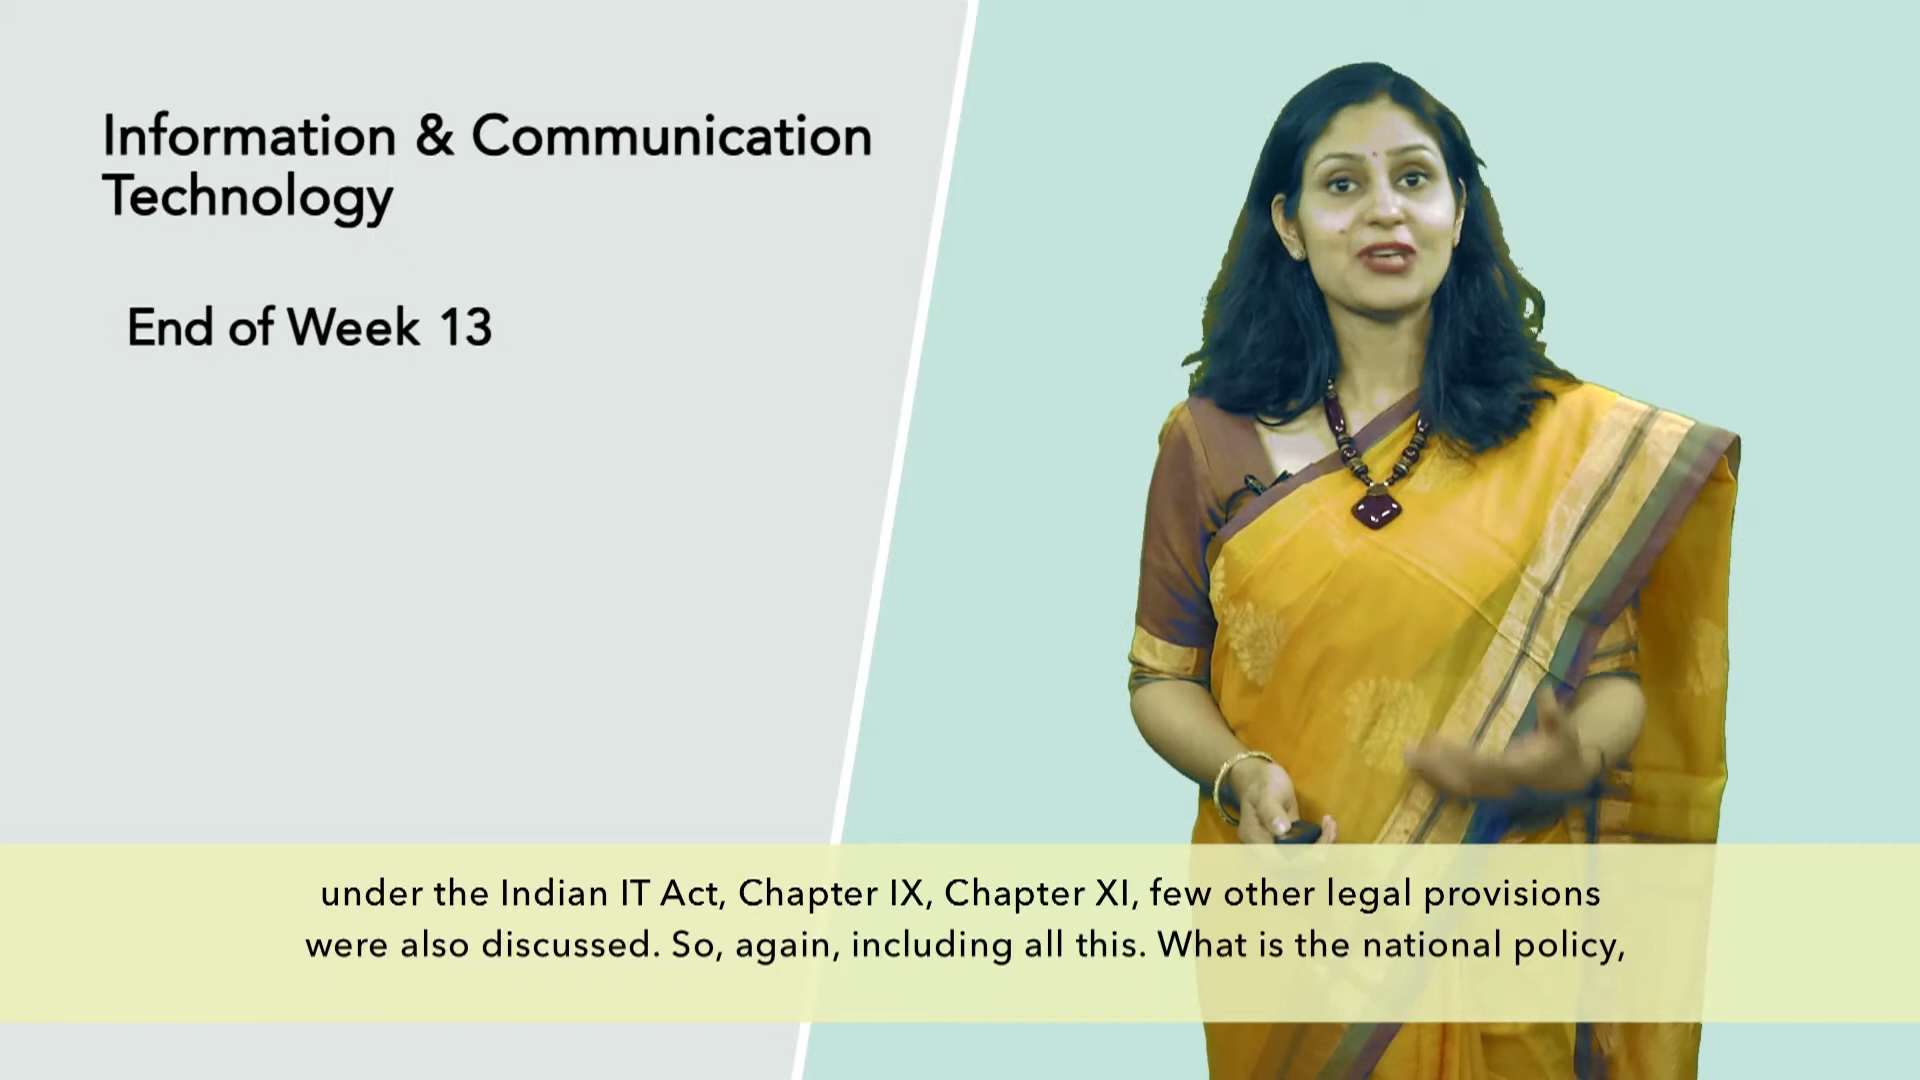 Information & Communication
Technology
End of Week 13
under the Indian IT Act, Chapter IX, Chapter XI, few other legal provisions
were also discussed. So, again, including all this. What is the national policy,